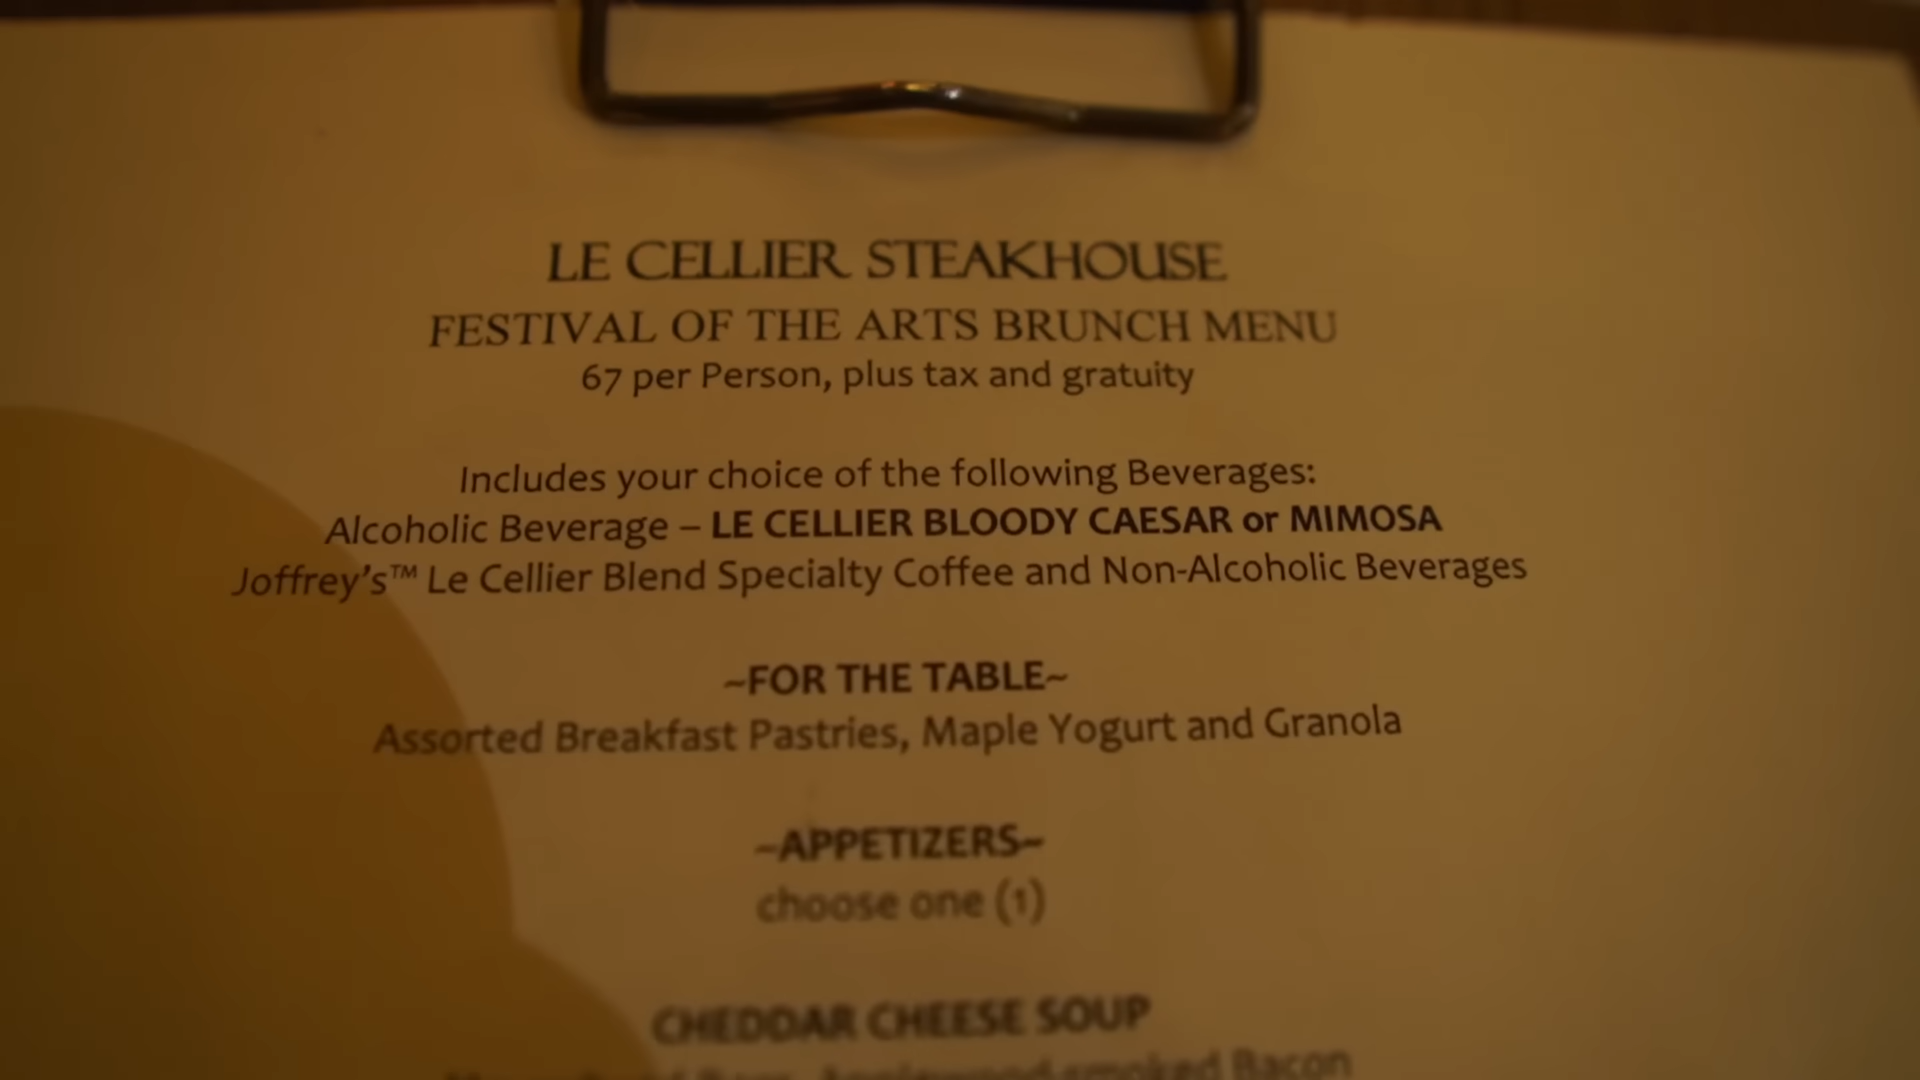 LE CELLIER STEAKHOUSE
FESTIVAL OF THE ARTS BRUNCH MENU
67 per Person, plus tax and gratuity
Includes your choice of the following Beverages:
Alcoholic Beverage – LE CELLIER BLOODY CAESAR or MIMOSA
Joffrey's™ Le Cellier Blend Specialty Coffee and Non-Alcoholic Beverages
~FOR THE TABLE~
Assorted Breakfast Pastries, Maple Yogurt and Granola
~APPETIZERS~
choose one (1)
CHEDDAR CHEESE SOUP
Applewood-smoked Bacon